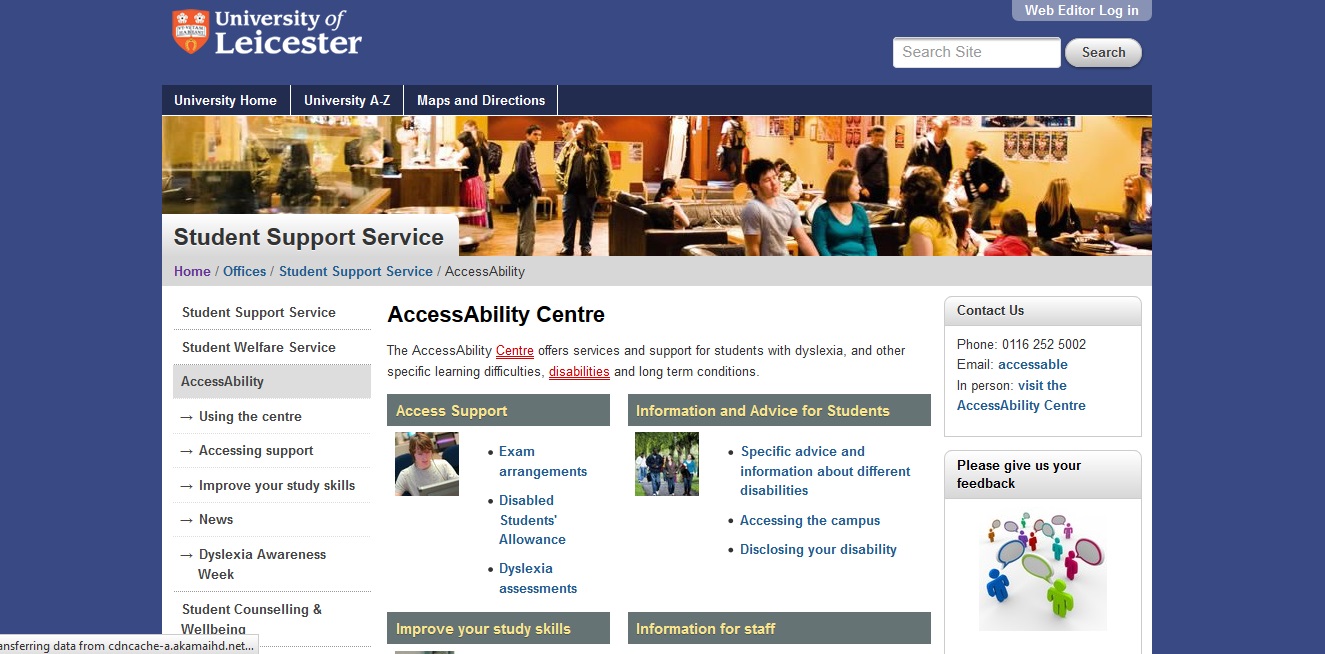 Web Editor Log in
University of
Leicester
Search Site
Search
University Home
University A-Z
Maps and Directions
Student Support Service
Home / Offices / Student Support Service / AccessAbility
Student Support Service
Student Welfare Service
AccessAbility
→ Using the centre
→ Accessing support
→ Improve your study skills
→ News
→ Dyslexia Awareness
Week
Student Counselling &
Wellbeing
AccessAbility Centre
The AccessAbility Centre offers services and support for students with dyslexia, and other
specific learning difficulties, disabilities and long term conditions.
Access Support
• Exam
arrangements
• Disabled
Students'
Allowance
• Dyslexia
assessments
Information and Advice for Students
• Specific advice and
information about different
disabilities
• Accessing the campus
• Disclosing your disability
Improve your study skills
Information for staff
Contact Us
Phone: 0116 252 5002
Email: accessable
In person: visit the
AccessAbility Centre
Please give us your
feedback
ansferring data from cdncache-a.akamaihd.net...